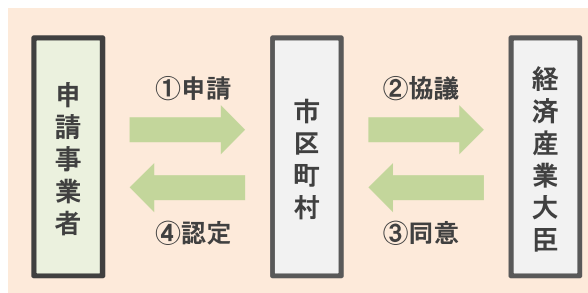 申請事業者
①申請
④認定
市区町村
②協議
③同意
経済産業大臣